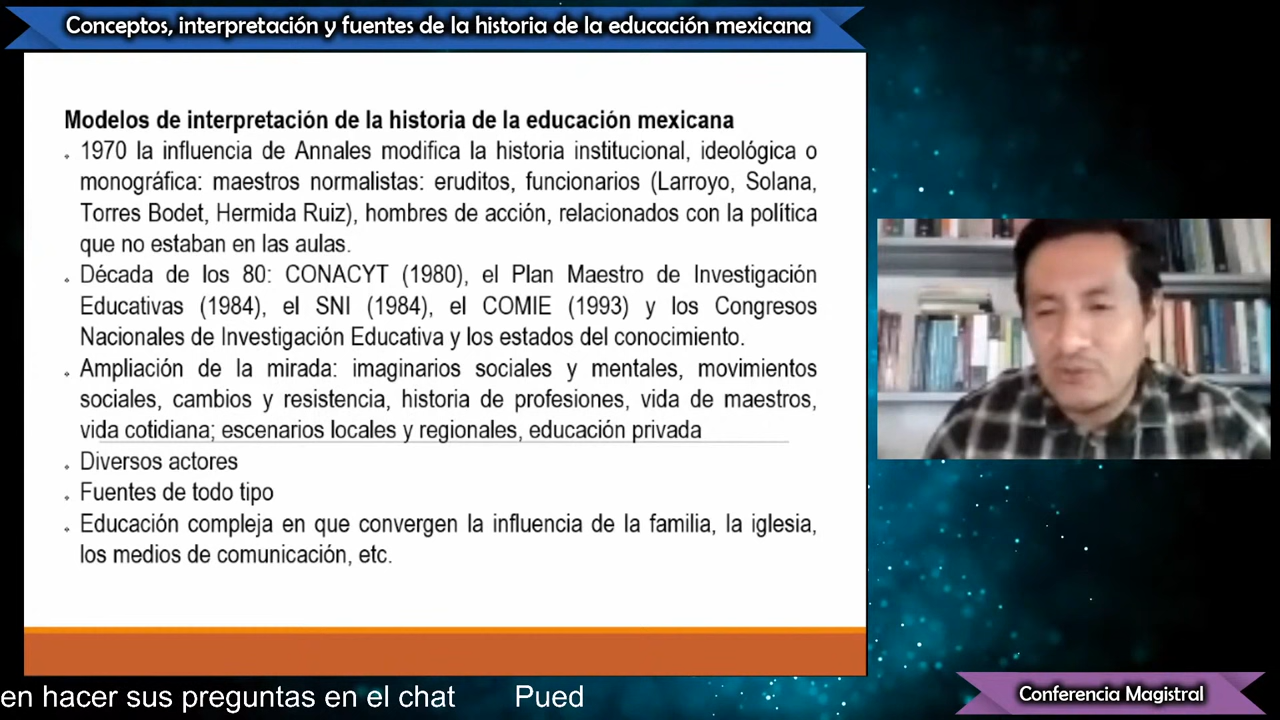 Conceptos, interpretación y fuentes de la historia de la educación mexicana
Modelos de interpretación de la historia de la educación mexicana
1970 la influencia de Annales modifica la historia institucional, ideológica o
monográfica: maestros normalistas: eruditos, funcionarios (Larroyo, Solana,
Torres Bodet, Hermida Ruiz), hombres de acción, relacionados con la política
que no estaban en las aulas.
Década de los 80: CONACYT (1980), el Plan Maestro de Investigación
Educativas (1984), el SNI (1984), el COMIE (1993) y los Congresos
Nacionales de Investigación Educativa y los estados del conocimiento.
Ampliación de la mirada: imaginarios sociales y mentales, movimientos
sociales, cambios y resistencia, historia de profesiones, vida de maestros,
vida cotidiana; escenarios locales y regionales, educación privada
Diversos actores
Fuentes de todo tipo
Educación compleja en que convergen la influencia de la familia, la iglesia,
los medios de comunicación, etc.
en hacer sus preguntas en el chat Pued
Conferencia Magistral